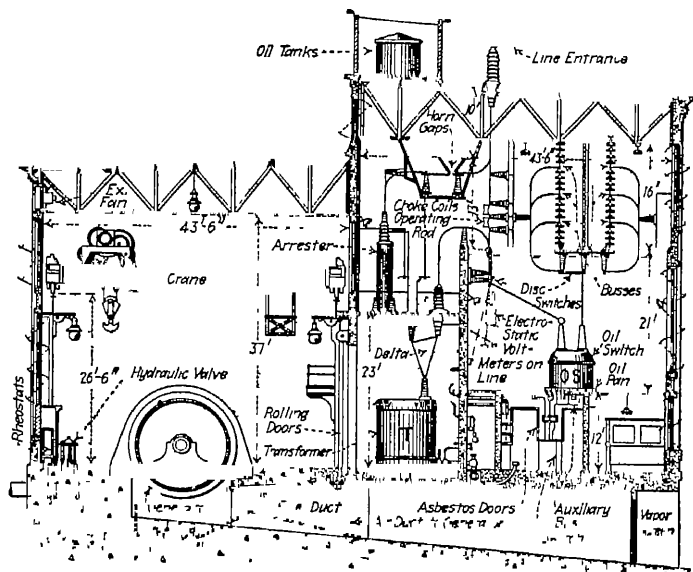 Oil Tanks
Line Entrance
Horn
Gaps
10'
43'-6"
16'
Ex.
Fan
43'-6"
Choke Coils
Operating
Rod
Arrester
Crane
Disc
Switches
Busses
21'
37'
Electro-
Static
Volt-
Meters on
Line
Oil
Switch
Oil
Pan
O S
26'-6"
Hydraulic Valve
Delta
23'
Rheostats
Rolling
Doors
Transformer
T
12'
Duct
Asbestos Doors
Auxiliary
Vapor